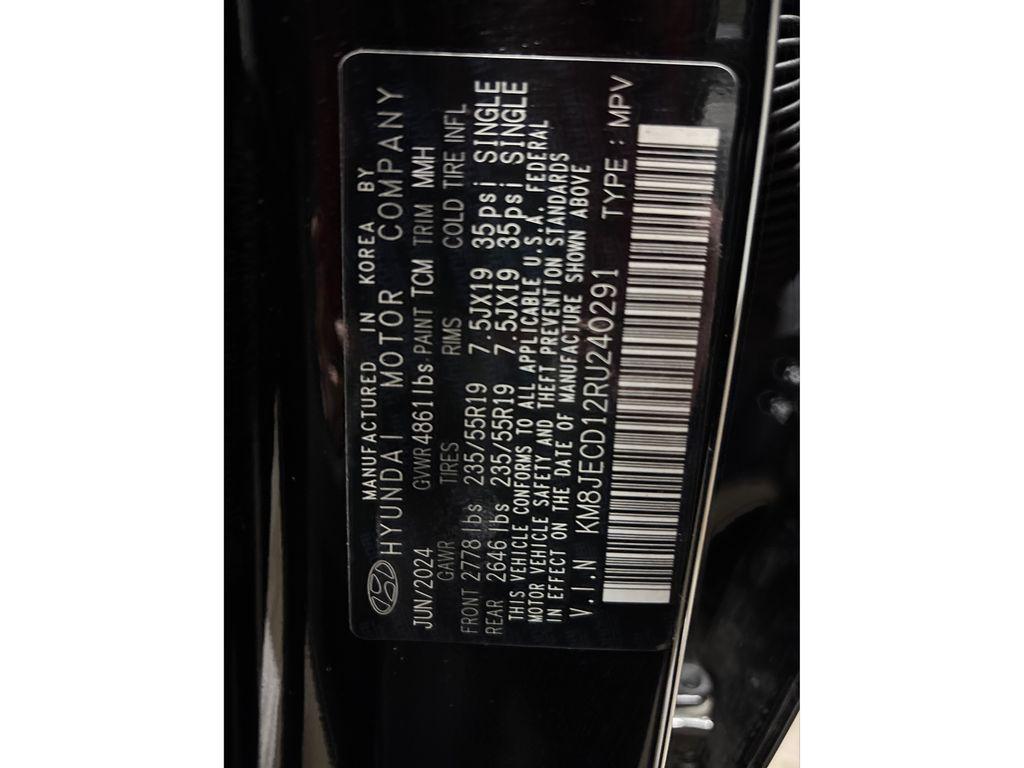 MANUFACTURED IN KOREA BY
HYUNDAI MOTOR COMPANY
JUN/2024 GVWR 4861 lbs PAINT TCM TRIM MMH
GAWR TIRES RIMS COLD TIRE INFL
FRONT 2778 lbs 235/55R19 7.5JX19 35psi SINGLE
REAR 2646 lbs 235/55R19 7.5JX19 35psi SINGLE
THIS VEHICLE CONFORMS TO ALL APPLICABLE U.S.A. FEDERAL
MOTOR VEHICLE SAFETY AND THEFT PREVENTION STANDARDS
IN EFFECT ON THE DATE OF MANUFACTURE SHOWN ABOVE
V.I.N KM8JECD12RU240291 TYPE : MPV